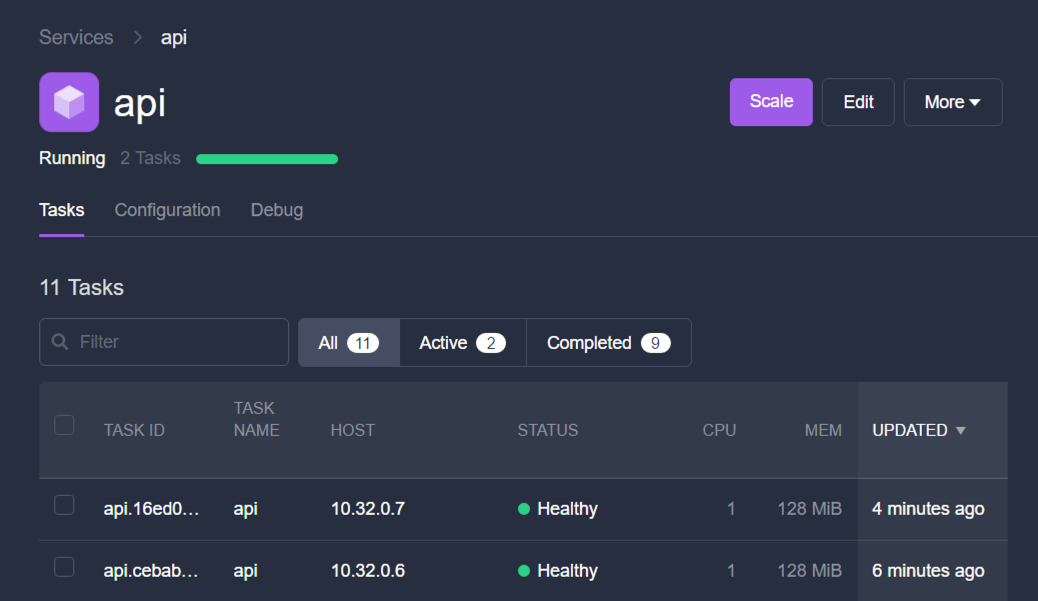 Services > api
api
Scale Edit More
Running 2 Tasks
Tasks Configuration Debug
11 Tasks
Filter All 11 Active 2 Completed 9
TASK ID TASK NAME HOST STATUS CPU MEM UPDATED
api.16ed0… api 10.32.0.7 Healthy 1 128 MiB 4 minutes ago
api.cebab… api 10.32.0.6 Healthy 1 128 MiB 6 minutes ago